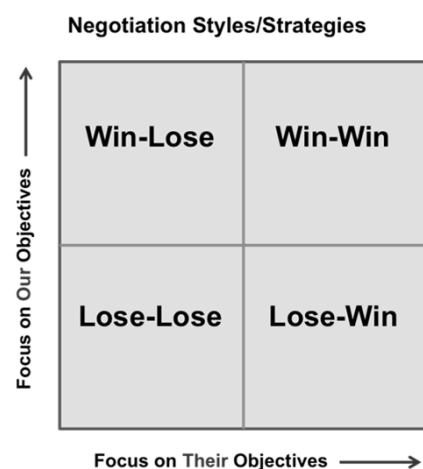 Negotiation Styles/Strategies
Focus on Our Objectives
Win-Lose
Win-Win
Lose-Lose
Lose-Win
Focus on Their Objectives